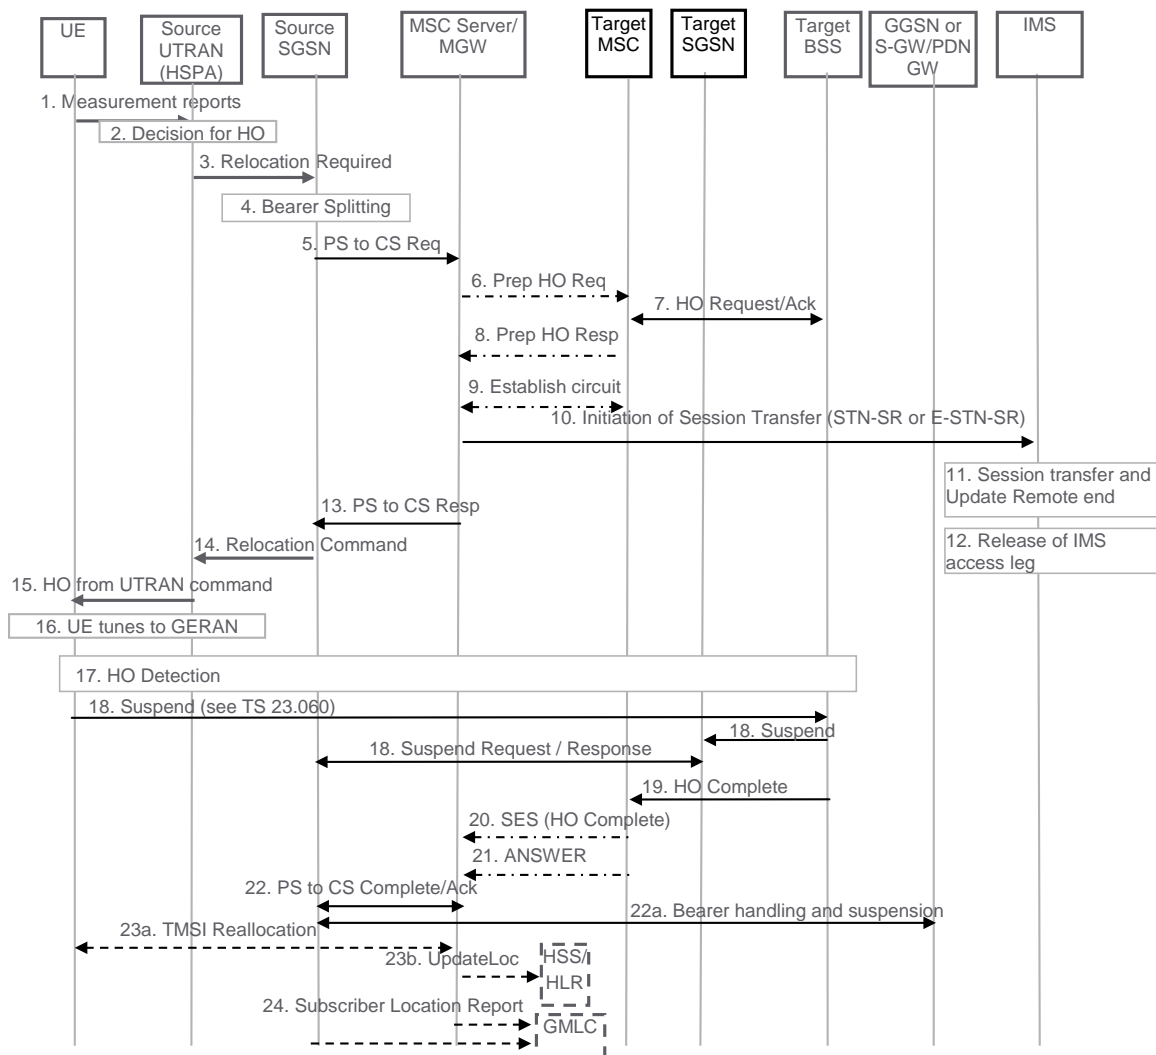 UE
Source
UTRAN
(HSPA)
Source
SGSN
MSC Server/
MGW
Target
MSC
Target
SGSN
Target
BSS
GGSN or
S-GW/PDN
GW
IMS
1. Measurement reports
2. Decision for HO
3. Relocation Required
4. Bearer Splitting
5. PS to CS Req
6. Prep HO Req
7. HO Request/Ack
8. Prep HO Resp
9. Establish circuit
10. Initiation of Session Transfer (STN-SR or E-STN-SR)
11. Session transfer and
Update Remote end
13. PS to CS Resp
12. Release of IMS
access leg
14. Relocation Command
15. HO from UTRAN command
16. UE tunes to GERAN
17. HO Detection
18. Suspend (see TS 23.060)
18. Suspend
18. Suspend Request / Response
19. HO Complete
20. SES (HO Complete)
21. ANSWER
22. PS to CS Complete/Ack
22a. Bearer handling and suspension
23a. TMSI Reallocation
23b. UpdateLoc
HSS/
HLR
24. Subscriber Location Report
GMLC